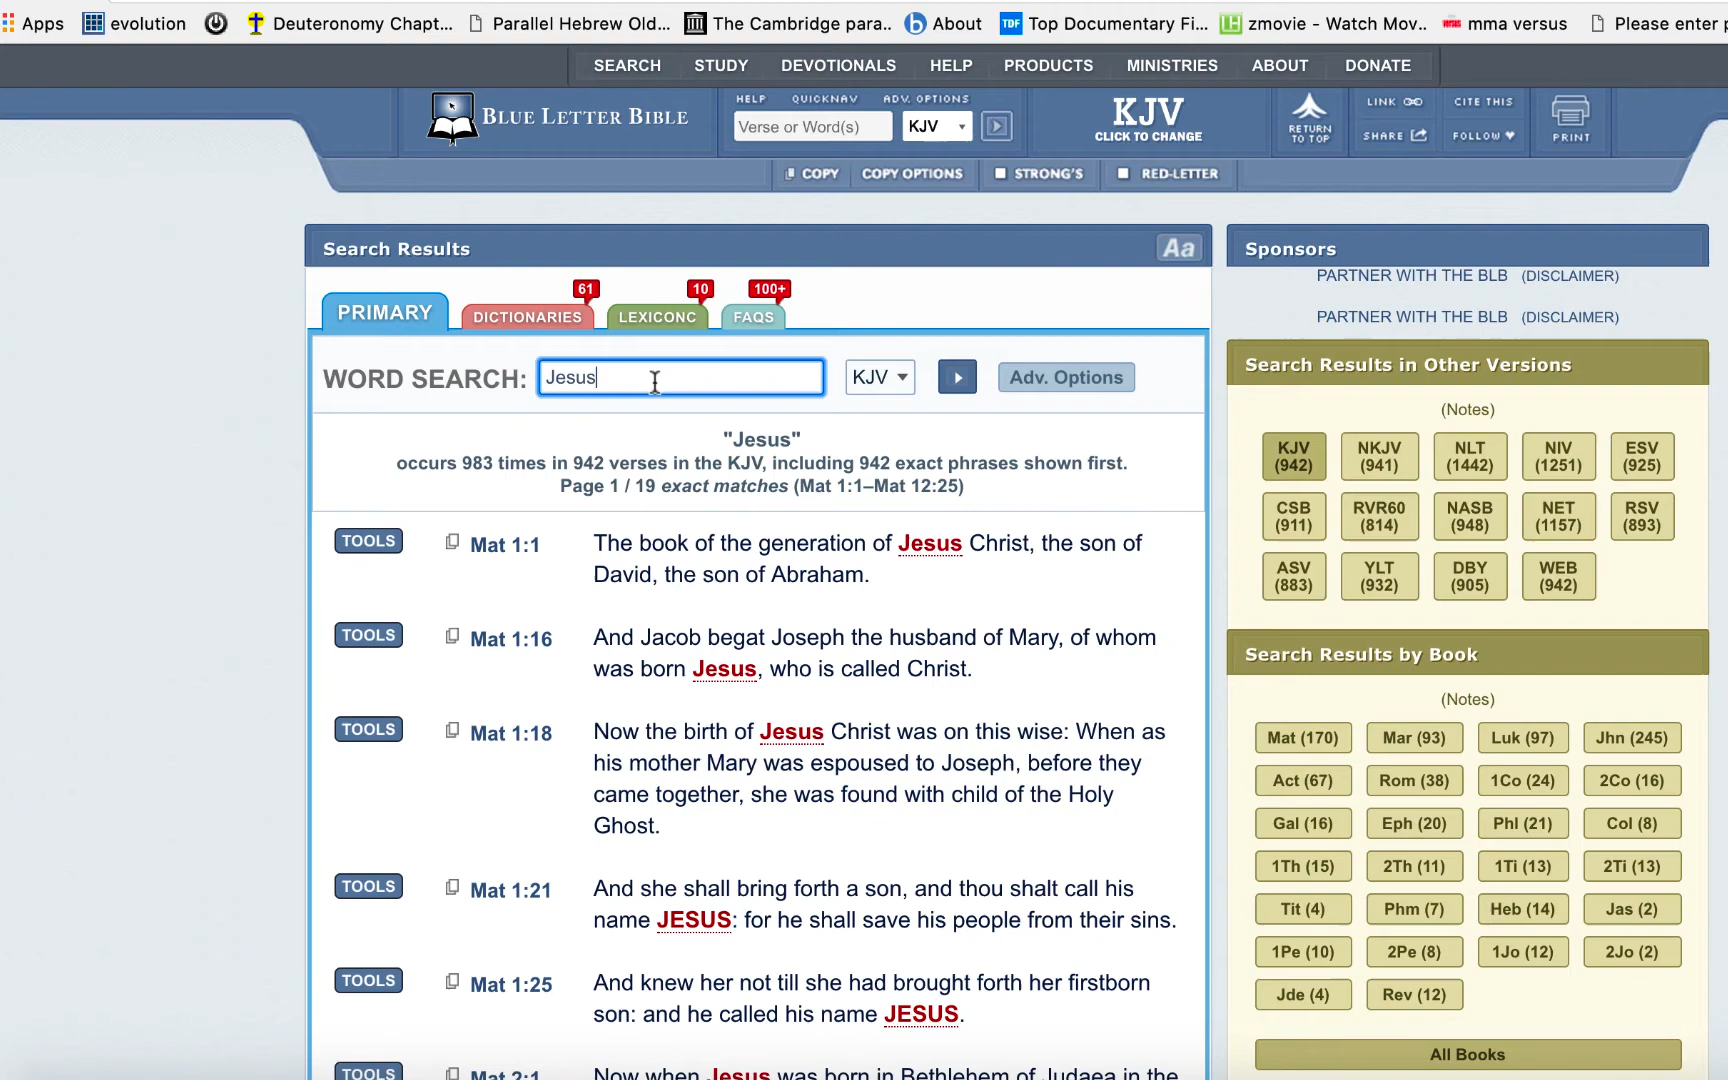 Apps evolution Deuteronomy Chapt... Parallel Hebrew Old... The Cambridge para.. About TDF Top Documentary Fi... zmovie - Watch Mov.. mma versus Please enter p
SEARCH STUDY DEVOTIONALS HELP PRODUCTS MINISTRIES ABOUT DONATE
HELP QUICKNAV ADV. OPTIONS
BLUE LETTER BIBLE
Verse or Word(s) KJV
KJV
CLICK TO CHANGE
RETURN
TO TOP
LINK CITE THIS
SHARE FOLLOW
PRINT
COPY COPY OPTIONS STRONG'S RED-LETTER
Search Results Aa
61 10 100+
PRIMARY DICTIONARIES LEXICONC FAQS
WORD SEARCH: Jesus KJV Adv. Options
"Jesus"
occurs 983 times in 942 verses in the KJV, including 942 exact phrases shown first.
Page 1 / 19 exact matches (Mat 1:1–Mat 12:25)
TOOLS Mat 1:1 The book of the generation of Jesus Christ, the son of
David, the son of Abraham.
TOOLS Mat 1:16 And Jacob begat Joseph the husband of Mary, of whom
was born Jesus, who is called Christ.
TOOLS Mat 1:18 Now the birth of Jesus Christ was on this wise: When as
his mother Mary was espoused to Joseph, before they
came together, she was found with child of the Holy
Ghost.
TOOLS Mat 1:21 And she shall bring forth a son, and thou shalt call his
name JESUS: for he shall save his people from their sins.
TOOLS Mat 1:25 And knew her not till she had brought forth her firstborn
son: and he called his name JESUS.
TOOLS Mat 2:1 Now when Jesus was born in Bethlehem of Judaea in the
Sponsors
PARTNER WITH THE BLB (DISCLAIMER)
PARTNER WITH THE BLB (DISCLAIMER)
Search Results in Other Versions
(Notes)
KJV NKJV NLT NIV ESV
(942) (941) (1442) (1251) (925)
CSB RVR60 NASB NET RSV
(911) (814) (948) (1157) (893)
ASV YLT DBY WEB
(883) (932) (905) (942)
Search Results by Book
(Notes)
Mat (170) Mar (93) Luk (97) Jhn (245)
Act (67) Rom (38) 1Co (24) 2Co (16)
Gal (16) Eph (20) Phl (21) Col (8)
1Th (15) 2Th (11) 1Ti (13) 2Ti (13)
Tit (4) Phm (7) Heb (14) Jas (2)
1Pe (10) 2Pe (8) 1Jo (12) 2Jo (2)
Jde (4) Rev (12)
All Books